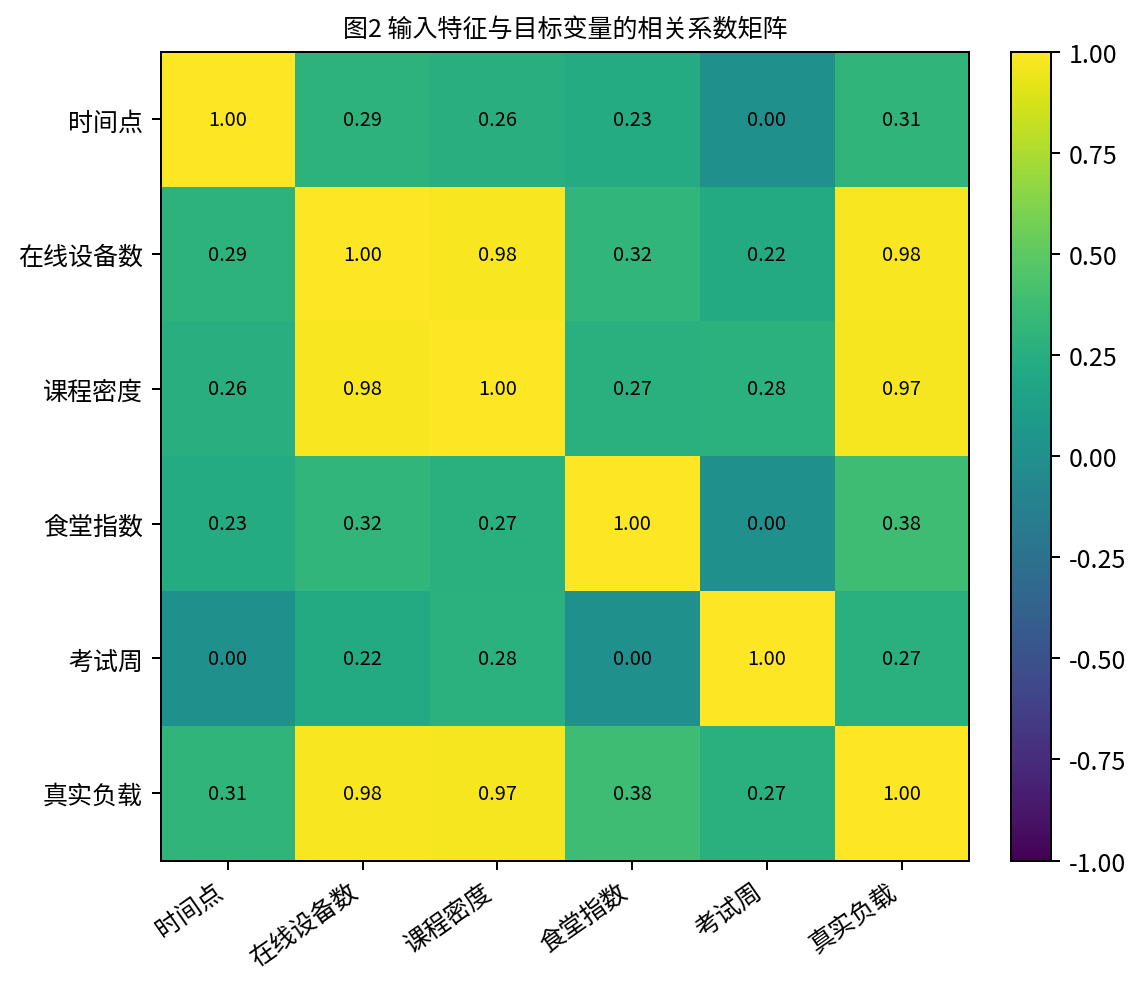 图2 输入特征与目标变量的相关系数矩阵
时间点 1.00 0.29 0.26 0.23 0.00 0.31
在线设备数 0.29 1.00 0.98 0.32 0.22 0.98
课程密度 0.26 0.98 1.00 0.27 0.28 0.97
食堂指数 0.23 0.32 0.27 1.00 0.00 0.38
考试周 0.00 0.22 0.28 0.00 1.00 0.27
真实负载 0.31 0.98 0.97 0.38 0.27 1.00
时间点 在线设备数 课程密度 食堂指数 考试周 真实负载
1.00
0.75
0.50
0.25
0.00
-0.25
-0.50
-0.75
-1.00